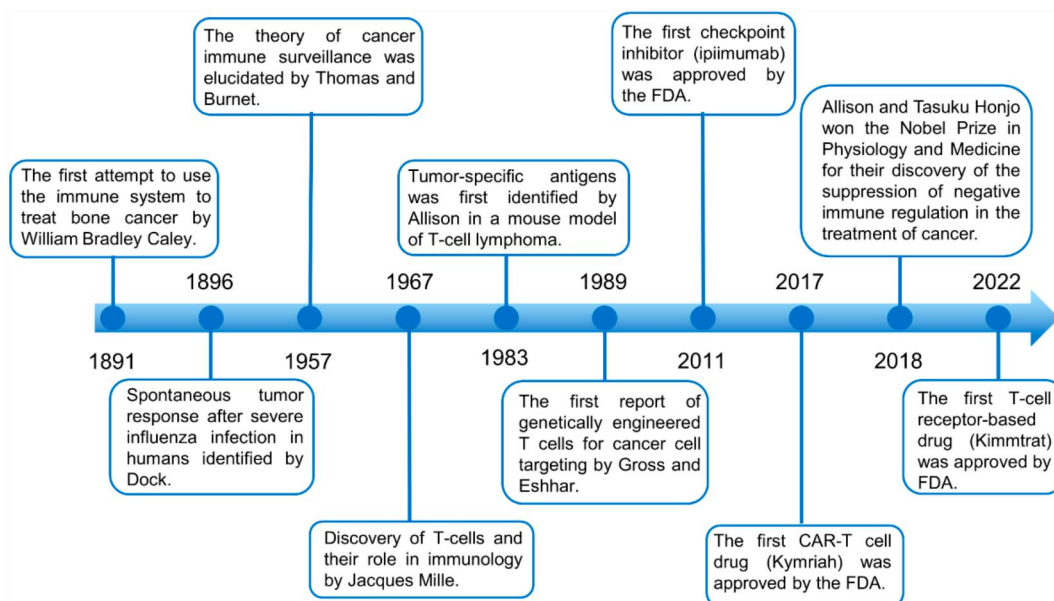 The first attempt to use
the immune system to
treat bone cancer by
William Bradley Caley.
1891
1896
Spontaneous tumor
response after severe
influenza infection in
humans identified by
Dock.
The theory of cancer
immune surveillance was
elucidated by Thomas and
Burnet.
1957
1967
Discovery of T-cells and
their role in immunology
by Jacques Mille.
Tumor-specific antigens
was first identified by
Allison in a mouse model
of T-cell lymphoma.
1983
1989
The first report of
genetically engineered
T cells for cancer cell
targeting by Gross and
Eshhar.
The first checkpoint
inhibitor (ipiimumab)
was approved by
the FDA.
2011
2017
The first CAR-T cell
drug (Kymriah) was
approved by the FDA.
Allison and Tasuku Honjo
won the Nobel Prize in
Physiology and Medicine
for their discovery of the
suppression of negative
immune regulation in the
treatment of cancer.
2018
2022
The first T-cell
receptor-based
drug (Kimmtrat)
was approved by
FDA.